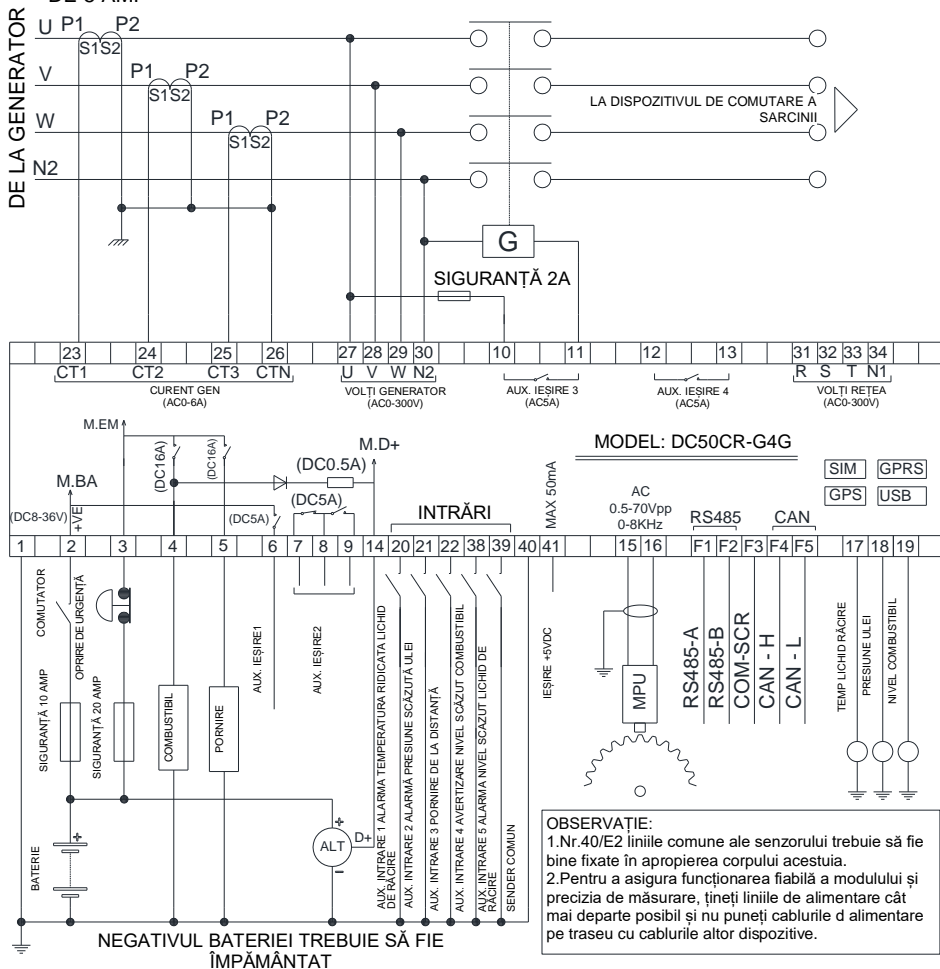 DE 5 AMP
DE LA GENERATOR
U P1 P2
S1S2
V P1 P2
S1S2
W P1 P2
S1S2
N2
LA DISPOZITIVUL DE COMUTARE A
SARCINII
G
SIGURANȚĂ 2A
23 24 25 26 27 28 29 30 10 11 12 13 31 32 33 34
CT1 CT2 CT3 CTN U V W N2 R S T N1
CURENT GEN
(AC0-6A)
VOLȚI GENERATOR
(AC0-300V)
AUX. IEȘIRE 3
(AC5A)
AUX. IEȘIRE 4
(AC5A)
VOLȚI REȚEA
(AC0-300V)
M.EM
M.BA
(DC8-36V)
+VE
(DC16A)
(DC16A)
(DC0.5A)
M.D+
(DC5A)
(DC5A)
INTRĂRI
MAX 50mA
MODEL: DC50CR-G4G
AC
0.5-70Vpp
0-8KHz
RS485
CAN
SIM GPRS
GPS USB
1 2 3 4 5 6 7 8 9 14 20 21 22 38 39 40 41 15 16 F1 F2 F3 F4 F5 17 18 19
COMUTATOR
OPRIRE DE URGENȚĂ
SIGURANȚĂ 10 AMP
SIGURANȚĂ 20 AMP
COMBUSTIBIL
PORNIRE
AUX. IEȘIRE1
AUX. IEȘIRE2
BATERIE
+
−
ALT
+
−
D+
AUX. INTRARE 1 ALARMA TEMPERATURA RIDICATA LICHID
DE RĂCIRE
AUX. INTRARE 2 ALARMĂ PRESIUNE SCĂZUTĂ ULEI
AUX. INTRARE 3 PORNIRE DE LA DISTANȚĂ
AUX. INTRARE 4 AVERTIZARE NIVEL SCĂZUT COMBUSTIBIL
AUX. INTRARE 5 ALARMA NIVEL SCAZUT LICHID DE
RĂCIRE
SENDER COMUN
IEȘIRE +5VDC
MPU
RS485-A
RS485-B
COM-SCR
CAN - H
CAN - L
TEMP LICHID RĂCIRE
PRESIUNE ULEI
NIVEL COMBUSTIBIL
NEGATIVUL BATERIEI TREBUIE SĂ FIE
ÎMPĂMÂNTAT
OBSERVAȚIE:
1.Nr.40/E2 liniile comune ale senzorului trebuie să fie
bine fixate în apropierea corpului acestuia.
2.Pentru a asigura funcționarea fiabilă a modulului și
precizia de măsurare, țineți liniile de alimentare cât
mai departe posibil și nu puneți cablurile d alimentare
pe traseu cu cablurile altor dispozitive.